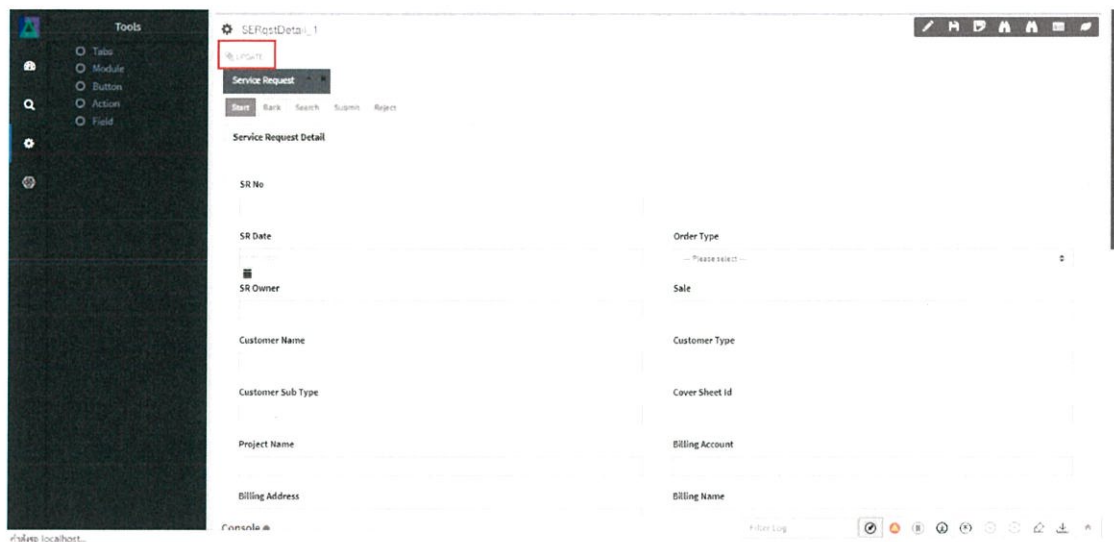 Tools
Tabs
Module
Button
Action
Field
SERqstDetail_1
UPDATE
Service Request
Start Back Search Submit Reject
Service Request Detail
SR No
SR Date Order Type
-- Please select --
SR Owner Sale
Customer Name Customer Type
Customer Sub Type Cover Sheet Id
Project Name Billing Account
Billing Address Billing Name
Console Filter Log
localhost...